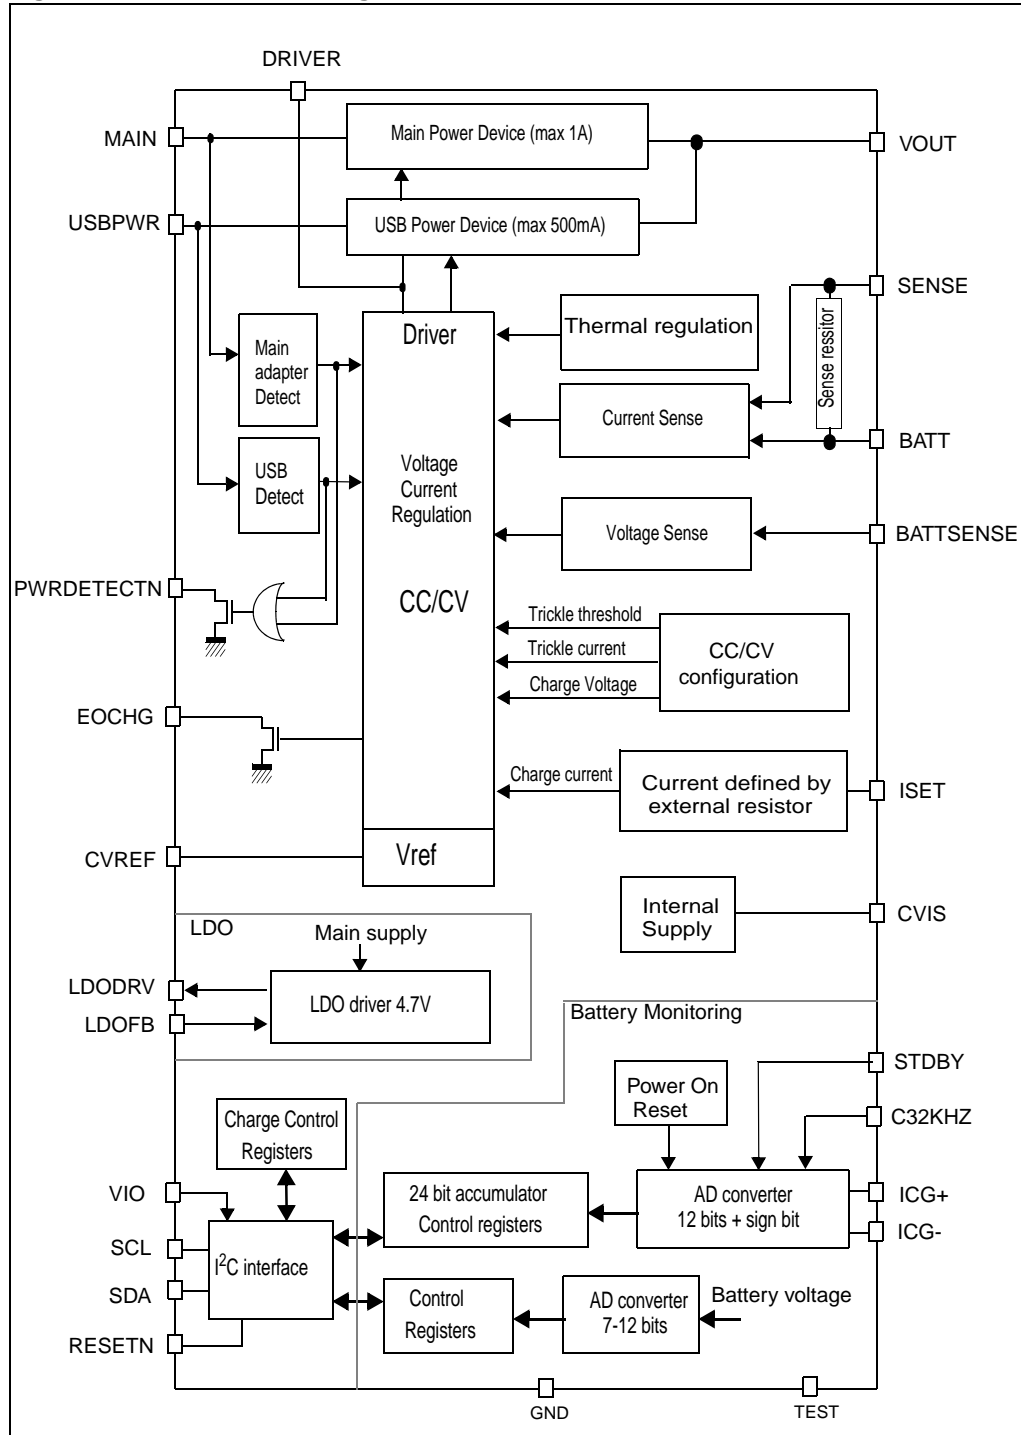 DRIVER
MAIN
Main Power Device (max 1A)
VOUT
USBPWR
USB Power Device (max 500mA)
SENSE
Driver
Thermal regulation
Main
adapter
Detect
Sense ressitor
Current Sense
BATT
USB
Detect
Voltage
Current
Regulation
Voltage Sense
BATTSENSE
PWRDETECTN
CC/CV
Trickle threshold
Trickle current
Charge Voltage
CC/CV
configuration
EOCHG
Charge current
Current defined by
external resistor
ISET
CVREF
Vref
Internal
Supply
CVIS
LDO
Main supply
LDODRV
LDO driver 4.7V
LDOFB
Battery Monitoring
STDBY
Power On
Reset
C32KHZ
Charge Control
Registers
VIO
24 bit accumulator
Control registers
AD converter
12 bits + sign bit
ICG+
ICG-
SCL
I²C interface
SDA
Control
Registers
AD converter
7-12 bits
Battery voltage
RESETN
GND
TEST